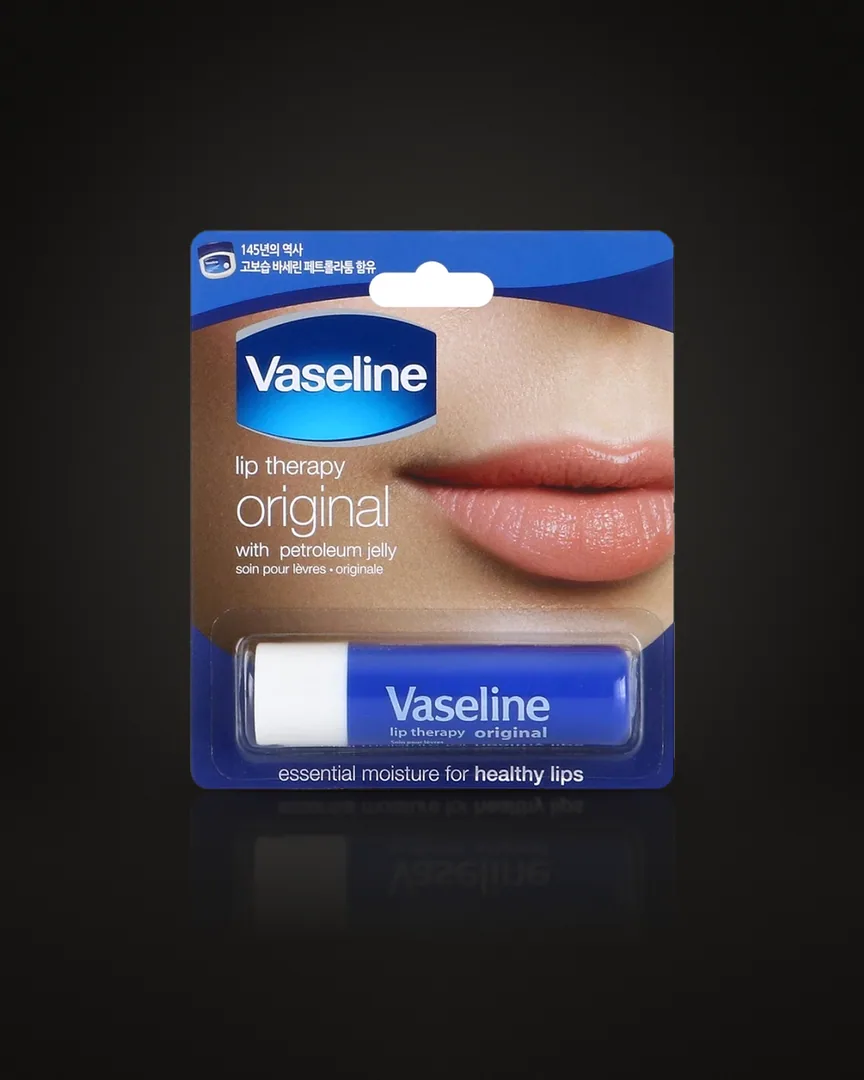 145년의 역사
고보습 바세린 페트롤라툼 함유
Vaseline
lip therapy
original
with petroleum jelly
soin pour lèvres • originale
Vaseline
lip therapy original
essential moisture for healthy lips